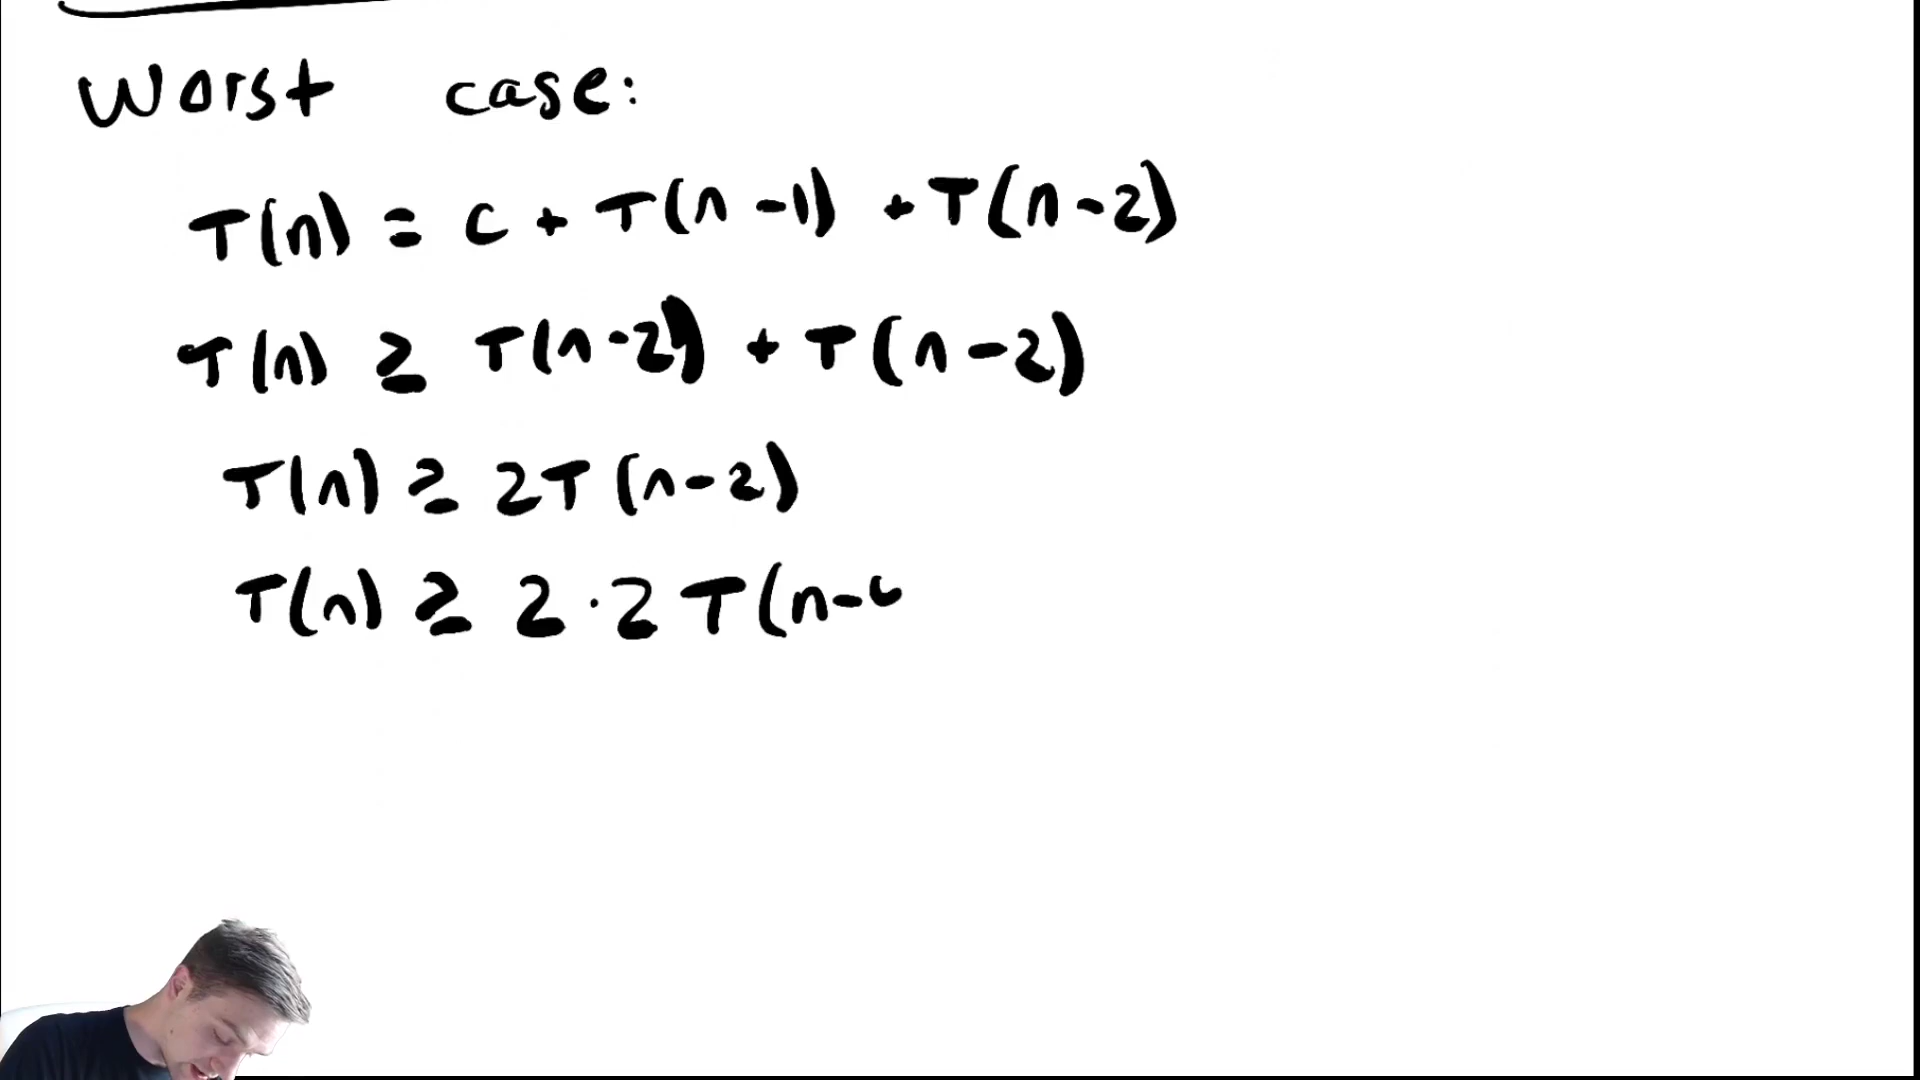 Worst case:
T(n) = c + T(n-1) + T(n-2)
T(n) ≥ T(n-2) + T(n-2)
T(n) ≥ 2T(n-2)
T(n) ≥ 2·2T(n-